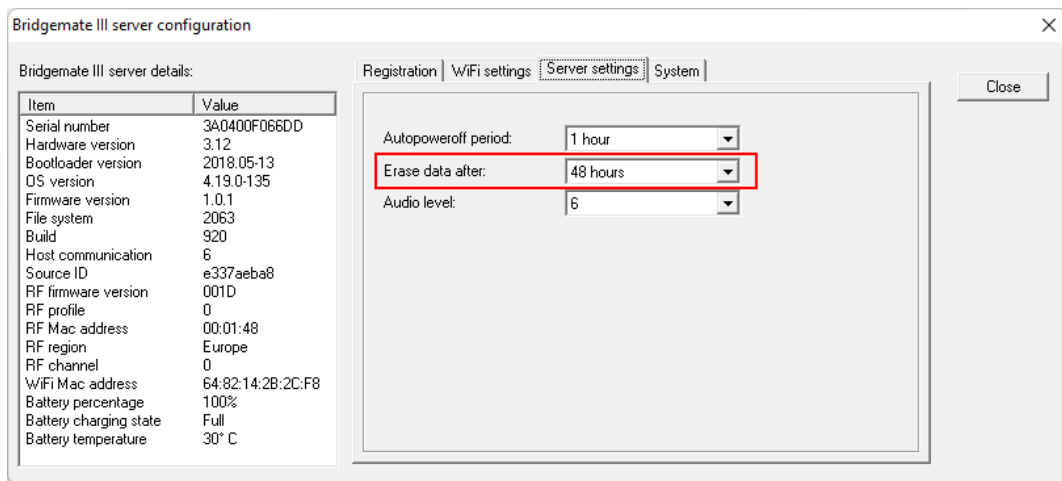 Bridgemate III server configuration
Bridgemate III server details:
Item Value
Serial number 3A0400F066DD
Hardware version 3.12
Bootloader version 2018.05-13
OS version 4.19.0-135
Firmware version 1.0.1
File system 2063
Build 920
Host communication 6
Source ID e337aeba8
RF firmware version 001D
RF profile 0
RF Mac address 00:01:48
RF region Europe
RF channel 0
WiFi Mac address 64:82:14:2B:2C:F8
Battery percentage 100%
Battery charging state Full
Battery temperature 30° C
Registration WiFi settings Server settings System
Autopoweroff period: 1 hour
Erase data after: 48 hours
Audio level: 6
Close